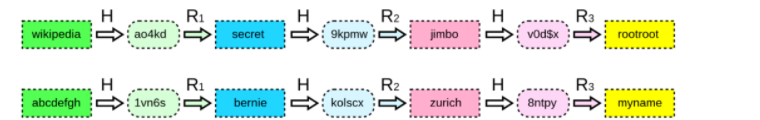 H R₁ H R₂ H R₃
wikipedia ao4kd secret 9kpmw jimbo v0d$x rootroot
H R₁ H R₂ H R₃
abcdefgh 1vn6s bernie kolscx zurich 8ntpy myname